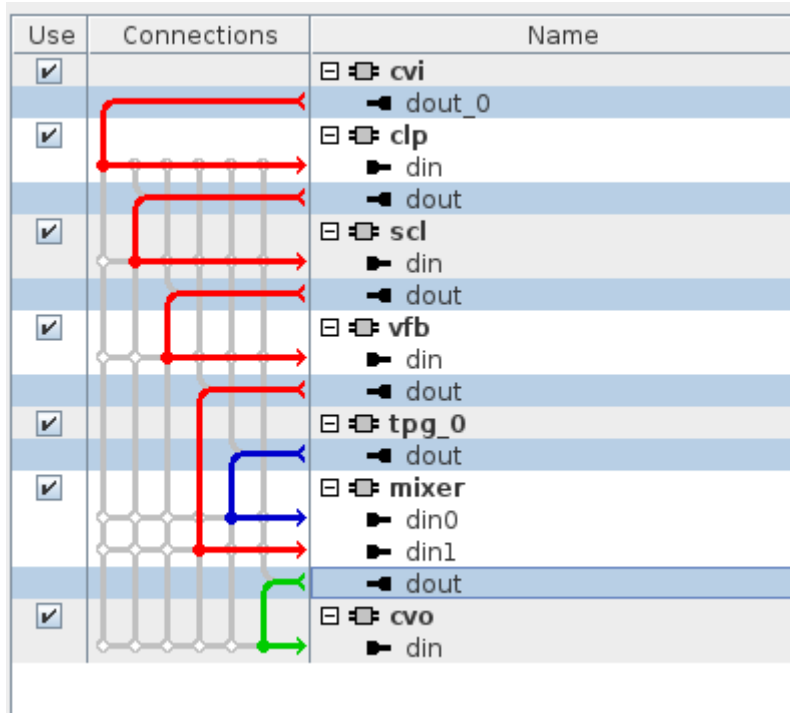 Use Connections Name
cvi
dout_0
clp
din
dout
scl
din
dout
vfb
din
dout
tpg_0
dout
mixer
din0
din1
dout
cvo
din